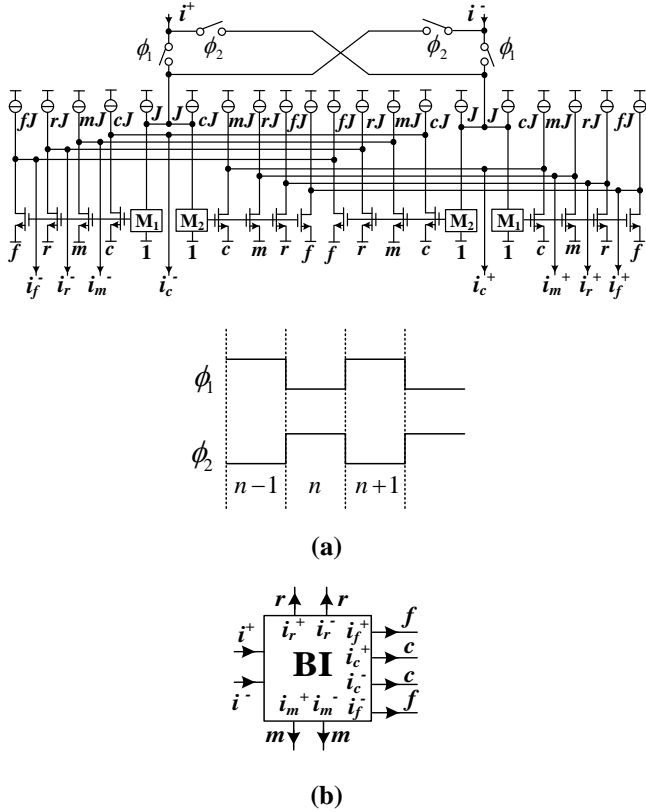 i⁺ i⁻
ϕ₁ ϕ₂ ϕ₂ ϕ₁
fJ rJ mJ cJ J J cJ mJ rJ fJ fJ rJ mJ cJ J J cJ mJ rJ fJ
M₁ M₂ M₂ M₁
f r m c 1 1 c m r f f r m c 1 1 c m r f
i_f⁻ i_r⁻ i_m⁻ i_c⁻ i_c⁺ i_m⁺ i_r⁺ i_f⁺
ϕ₁
ϕ₂
n−1 n n+1
(a)
r r
i⁺ i_r⁺ i_r⁻ i_f⁺ f
BI i_c⁺ c
i⁻ i_c⁻ c
i_m⁺ i_m⁻ i_f⁻ f
m m
(b)